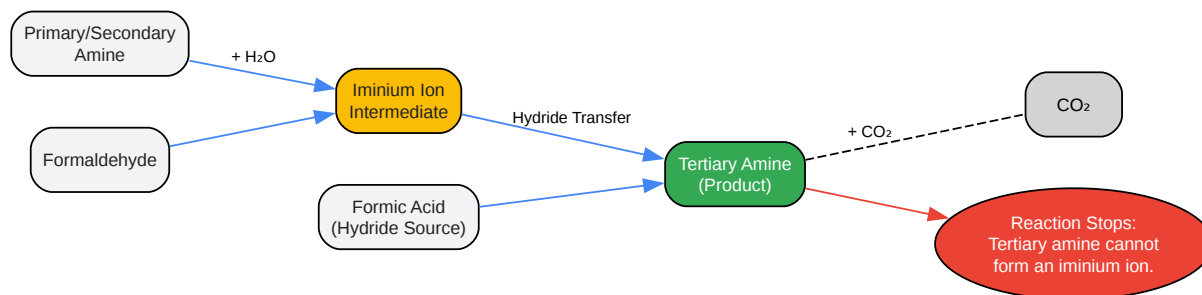 Primary/Secondary
Amine
+ H₂O
Formaldehyde
Iminium Ion
Intermediate
Hydride Transfer
Formic Acid
(Hydride Source)
Tertiary Amine
(Product)
+ CO₂
CO₂
Reaction Stops:
Tertiary amine cannot
form an iminium ion.